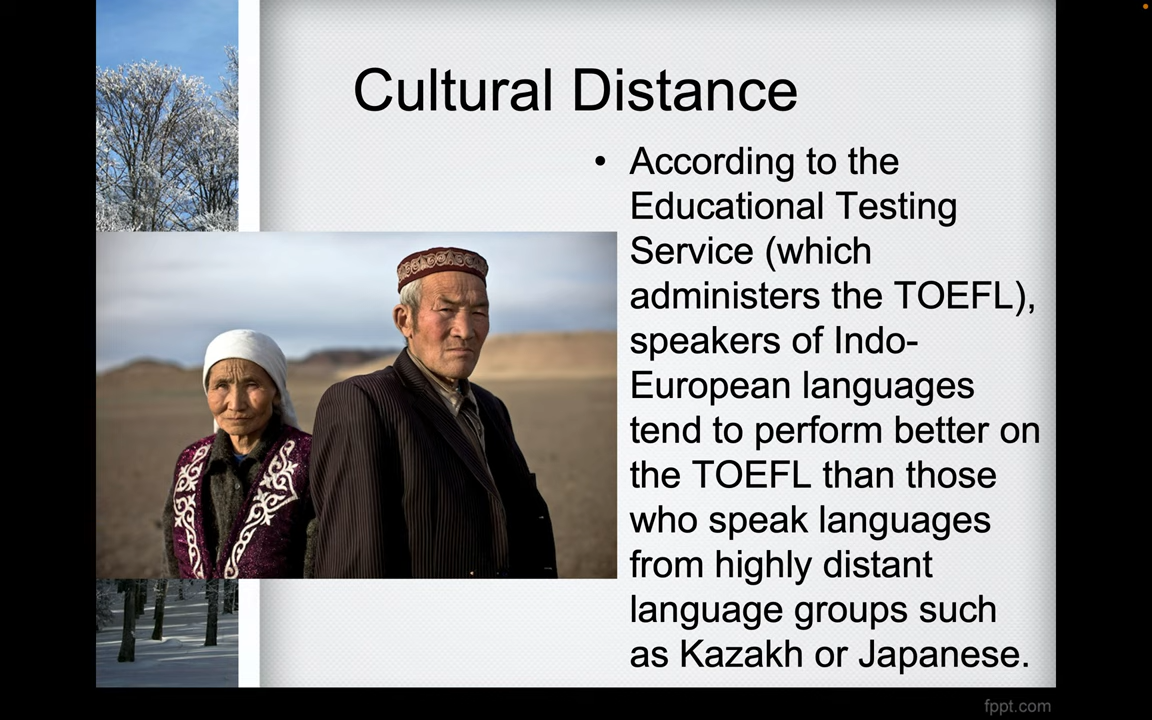 Cultural Distance
• According to the
Educational Testing
Service (which
administers the TOEFL),
speakers of Indo-
European languages
tend to perform better on
the TOEFL than those
who speak languages
from highly distant
language groups such
as Kazakh or Japanese.
fppt.com